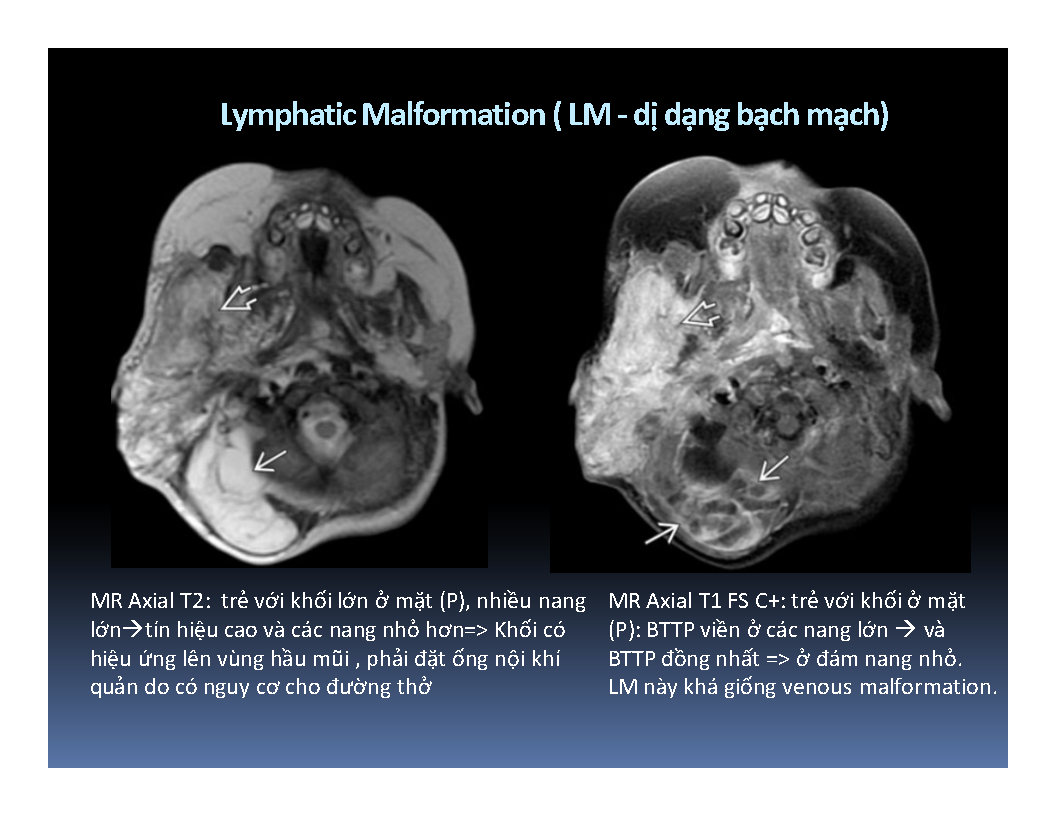 Lymphatic Malformation ( LM - dị dạng bạch mạch)
MR Axial T2: trẻ với khối lớn ở mặt (P), nhiều nang
lớn→tín hiệu cao và các nang nhỏ hơn=> Khối có
hiệu ứng lên vùng hầu mũi , phải đặt ống nội khí
quản do có nguy cơ cho đường thở
MR Axial T1 FS C+: trẻ với khối ở mặt
(P): BTTP viền ở các nang lớn → và
BTTP đồng nhất => ở đám nang nhỏ.
LM này khá giống venous malformation.